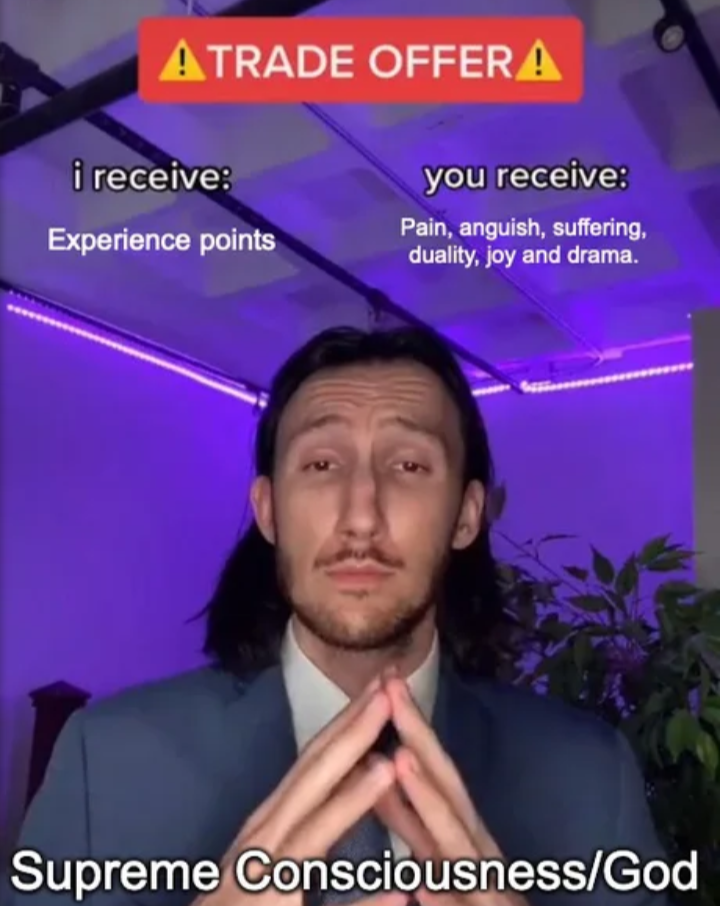 ⚠️TRADE OFFER⚠️
i receive:
you receive:
Experience points
Pain, anguish, suffering,
duality, joy and drama.
Supreme Consciousness/God